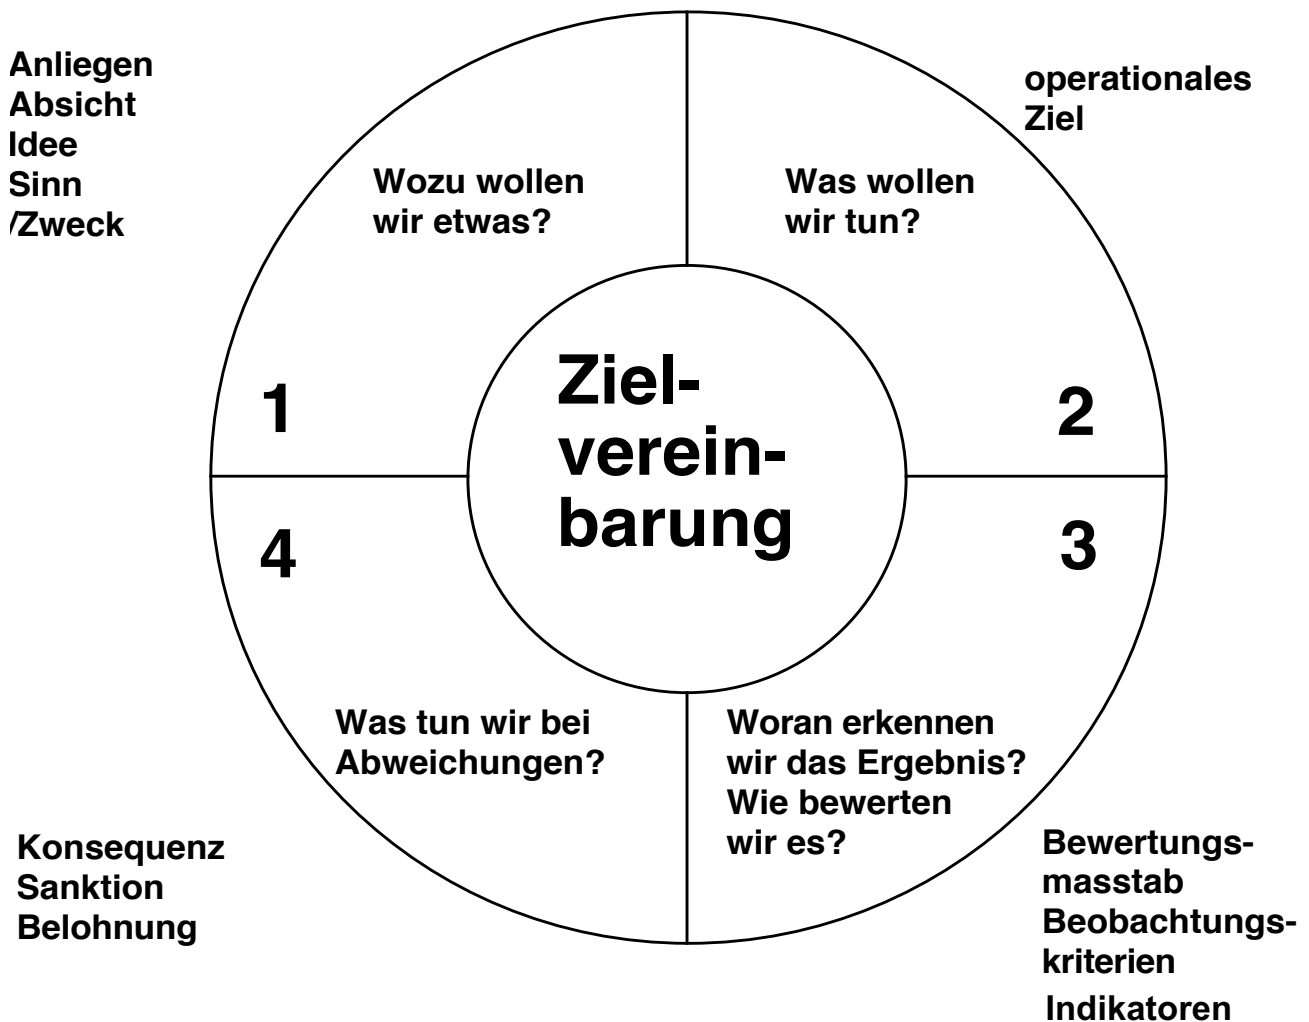 Anliegen
Absicht
Idee
Sinn
/Zweck
operationales
Ziel
Wozu wollen
wir etwas?
Was wollen
wir tun?
1
2
Ziel-
verein-
barung
4
3
Was tun wir bei
Abweichungen?
Woran erkennen
wir das Ergebnis?
Wie bewerten
wir es?
Konsequenz
Sanktion
Belohnung
Bewertungs-
masstab
Beobachtungs-
kriterien
Indikatoren